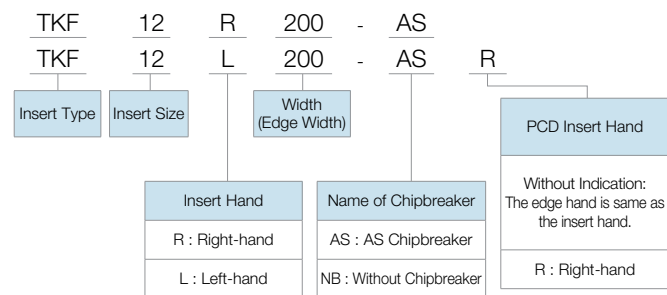 TKF 12 R 200 - AS
TKF 12 L 200 - AS R
Insert Type
Insert Size
Width
(Edge Width)
PCD Insert Hand
Without Indication:
The edge hand is same as
the insert hand.
R : Right-hand
Insert Hand
R : Right-hand
L : Left-hand
Name of Chipbreaker
AS : AS Chipbreaker
NB : Without Chipbreaker